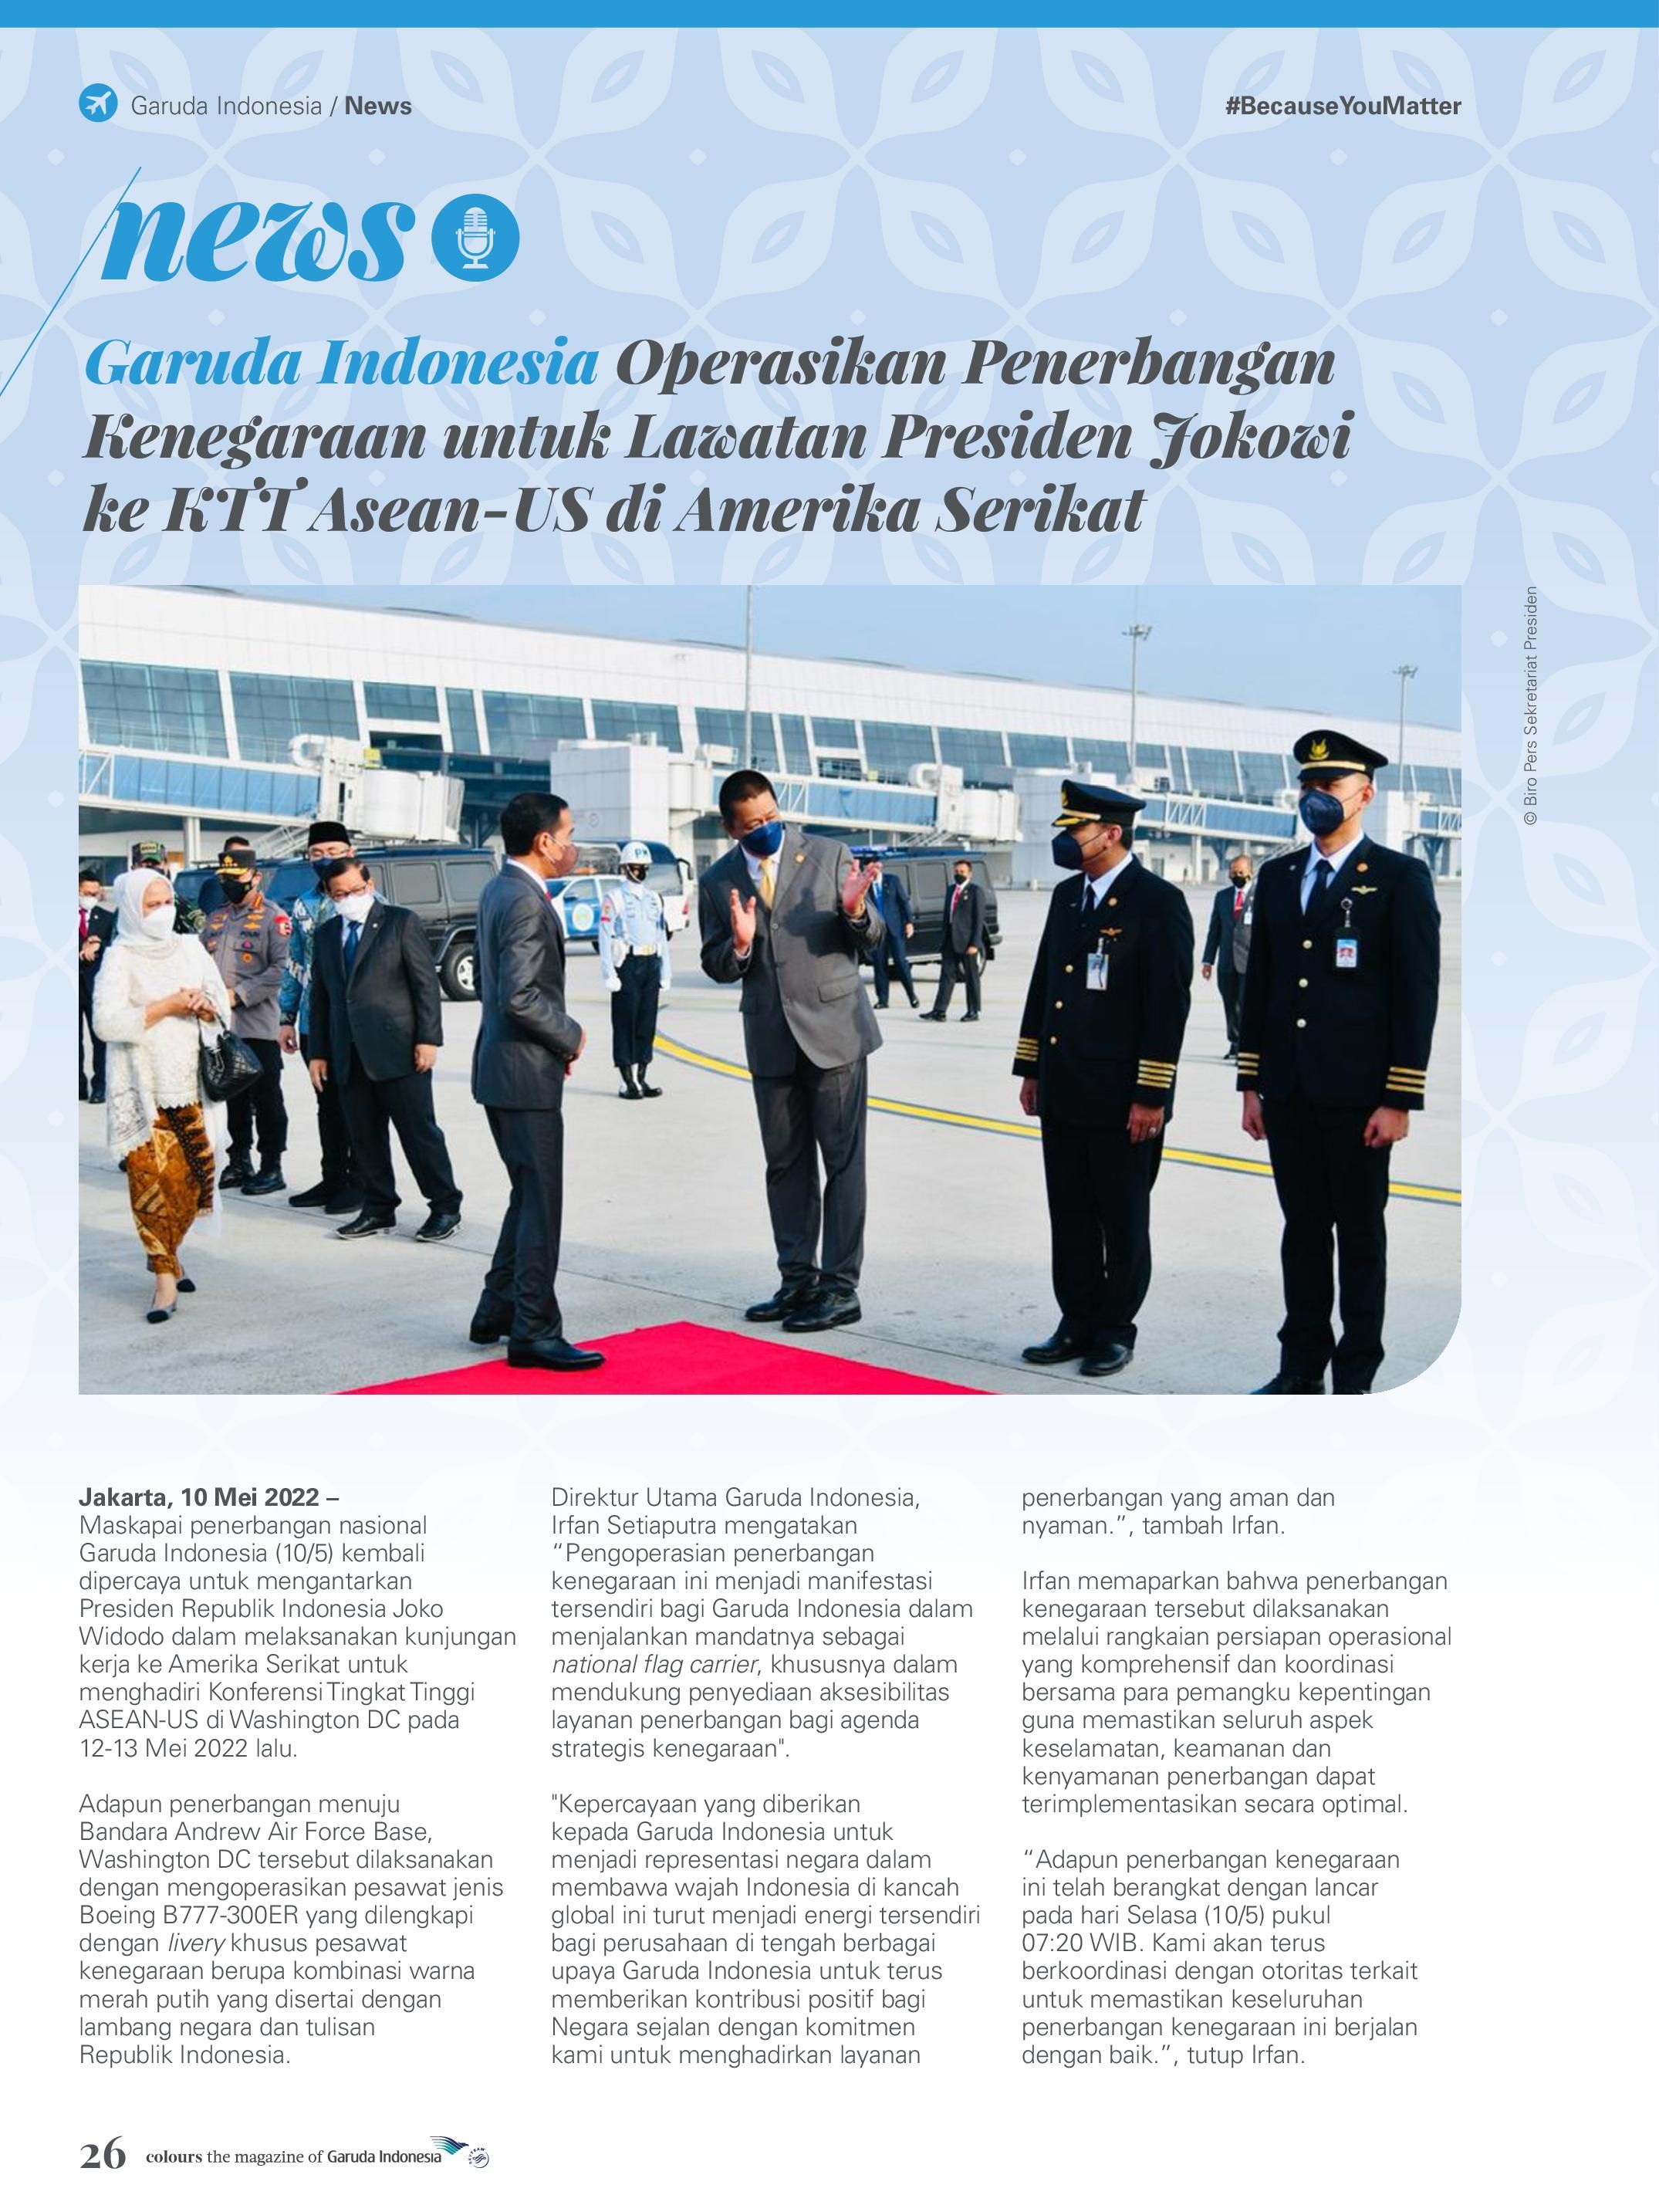 Garuda Indonesia / News
#BecauseYouMatter
news
Garuda Indonesia Operasikan Penerbangan
Kenegaraan untuk Lawatan Presiden Jokowi
ke KTT Asean-US di Amerika Serikat
© Biro Pers Sekretariat Presiden
Jakarta, 10 Mei 2022 –
Maskapai penerbangan nasional
Garuda Indonesia (10/5) kembali
dipercaya untuk mengantarkan
Presiden Republik Indonesia Joko
Widodo dalam melaksanakan kunjungan
kerja ke Amerika Serikat untuk
menghadiri Konferensi Tingkat Tinggi
ASEAN-US di Washington DC pada
12-13 Mei 2022 lalu.
Adapun penerbangan menuju
Bandara Andrew Air Force Base,
Washington DC tersebut dilaksanakan
dengan mengoperasikan pesawat jenis
Boeing B777-300ER yang dilengkapi
dengan livery khusus pesawat
kenegaraan berupa kombinasi warna
merah putih yang disertai dengan
lambang negara dan tulisan
Republik Indonesia.
Direktur Utama Garuda Indonesia,
Irfan Setiaputra mengatakan
“Pengoperasian penerbangan
kenegaraan ini menjadi manifestasi
tersendiri bagi Garuda Indonesia dalam
menjalankan mandatnya sebagai
national flag carrier, khususnya dalam
mendukung penyediaan aksesibilitas
layanan penerbangan bagi agenda
strategis kenegaraan".
"Kepercayaan yang diberikan
kepada Garuda Indonesia untuk
menjadi representasi negara dalam
membawa wajah Indonesia di kancah
global ini turut menjadi energi tersendiri
bagi perusahaan di tengah berbagai
upaya Garuda Indonesia untuk terus
memberikan kontribusi positif bagi
Negara sejalan dengan komitmen
kami untuk menghadirkan layanan
penerbangan yang aman dan
nyaman.”, tambah Irfan.
Irfan memaparkan bahwa penerbangan
kenegaraan tersebut dilaksanakan
melalui rangkaian persiapan operasional
yang komprehensif dan koordinasi
bersama para pemangku kepentingan
guna memastikan seluruh aspek
keselamatan, keamanan dan
kenyamanan penerbangan dapat
terimplementasikan secara optimal.
“Adapun penerbangan kenegaraan
ini telah berangkat dengan lancar
pada hari Selasa (10/5) pukul
07:20 WIB. Kami akan terus
berkoordinasi dengan otoritas terkait
untuk memastikan keseluruhan
penerbangan kenegaraan ini berjalan
dengan baik.”, tutup Irfan.
26 colours the magazine of Garuda Indonesia